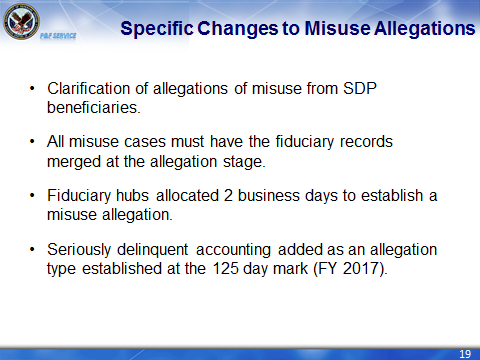 P&F SERVICE
Specific Changes to Misuse Allegations
• Clarification of allegations of misuse from SDP
beneficiaries.
• All misuse cases must have the fiduciary records
merged at the allegation stage.
• Fiduciary hubs allocated 2 business days to establish a
misuse allegation.
• Seriously delinquent accounting added as an allegation
type established at the 125 day mark (FY 2017).
19